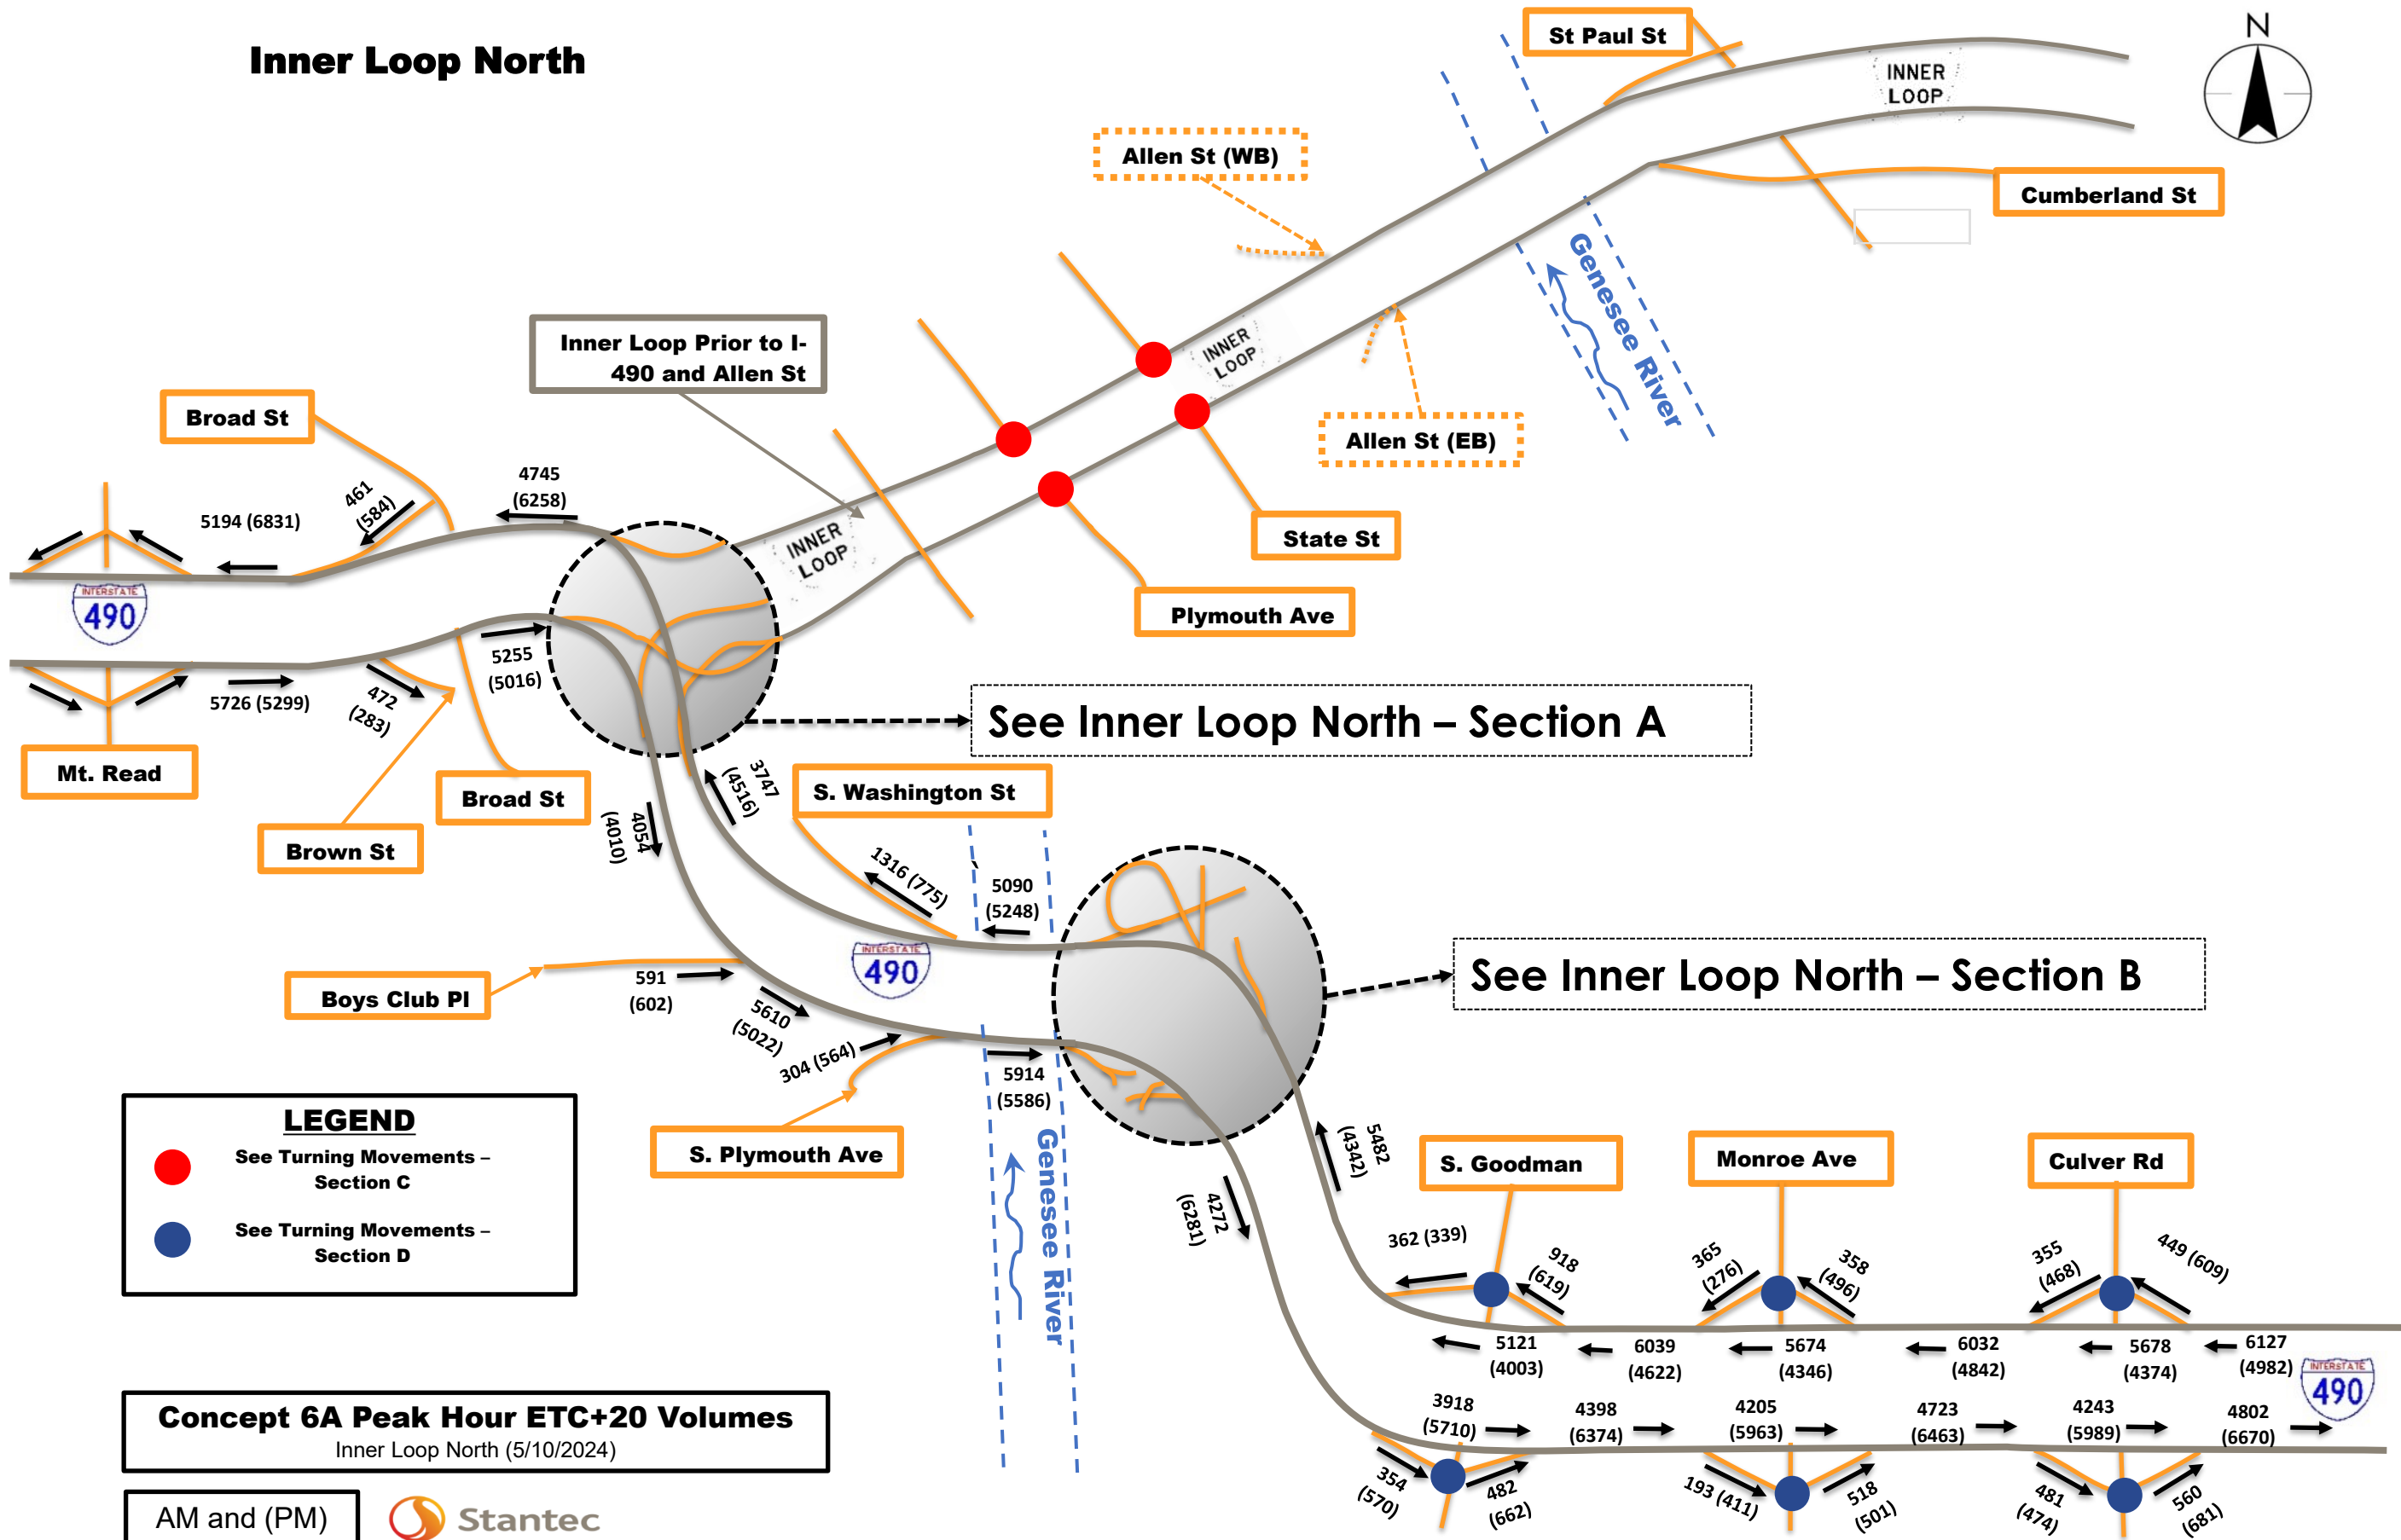 Inner Loop North
St Paul St
N
INNER
LOOP
Allen St (WB)
Cumberland St
Genesee River
Inner Loop Prior to I-
490 and Allen St
INNER
LOOP
Broad St
Allen St (EB)
4745
(6258)
461
(584)
5194 (6831)
INNER
LOOP
State St
INTERSTATE
490
Plymouth Ave
5255
(5016)
5726 (5299)
472
(283)
See Inner Loop North – Section A
Mt. Read
Broad St
3747
(4516)
S. Washington St
4054
(4010)
Brown St
1316 (775)
5090
(5248)
INTERSTATE
490
See Inner Loop North – Section B
Boys Club Pl
591
(602)
5610
(5022)
304 (564)
5914
(5586)
LEGEND
See Turning Movements –
Section C
See Turning Movements –
Section D
S. Plymouth Ave
Genesee River
5482
(4342)
4272
(6281)
S. Goodman
Monroe Ave
Culver Rd
362 (339)
918
(619)
365
(276)
358
(496)
355
(468)
449 (609)
5121
(4003)
6039
(4622)
5674
(4346)
6032
(4842)
5678
(4374)
6127
(4982)
INTERSTATE
490
3918
(5710)
4398
(6374)
4205
(5963)
4723
(6463)
4243
(5989)
4802
(6670)
354
(570)
482
(662)
193 (411)
518
(501)
481
(474)
560
(681)
Concept 6A Peak Hour ETC+20 Volumes
Inner Loop North (5/10/2024)
AM and (PM)
Stantec